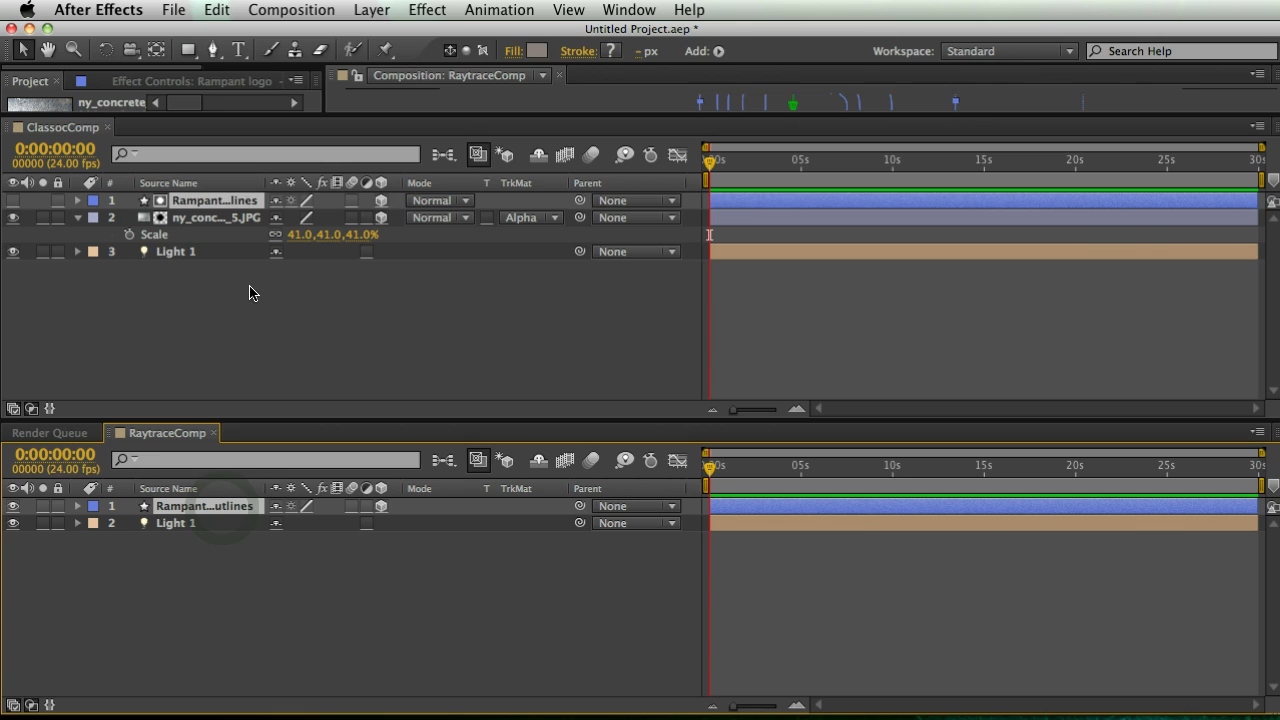 After Effects File Edit Composition Layer Effect Animation View Window Help
Untitled Project.aep *
Fill: Stroke: ? - px Add: Workspace: Standard Search Help
Project Effect Controls: Rampant logo Composition: RaytraceComp
ny_concrete
ClassocComp
0:00:00:00
00000 (24.00 fps)
05s 10s 15s 20s 30s
# Source Name fx Mode T TrkMat Parent
1 Rampant...lines Normal None
2 ny_conc..._5.JPG Normal Alpha None
Scale 41.0,41.0,41.0%
3 Light 1 None
Render Queue RaytraceComp
0:00:00:00
00000 (24.00 fps)
05s 10s 15s 20s 30s
# Source Name fx Mode T TrkMat Parent
1 Rampant...utlines None
2 Light 1 None